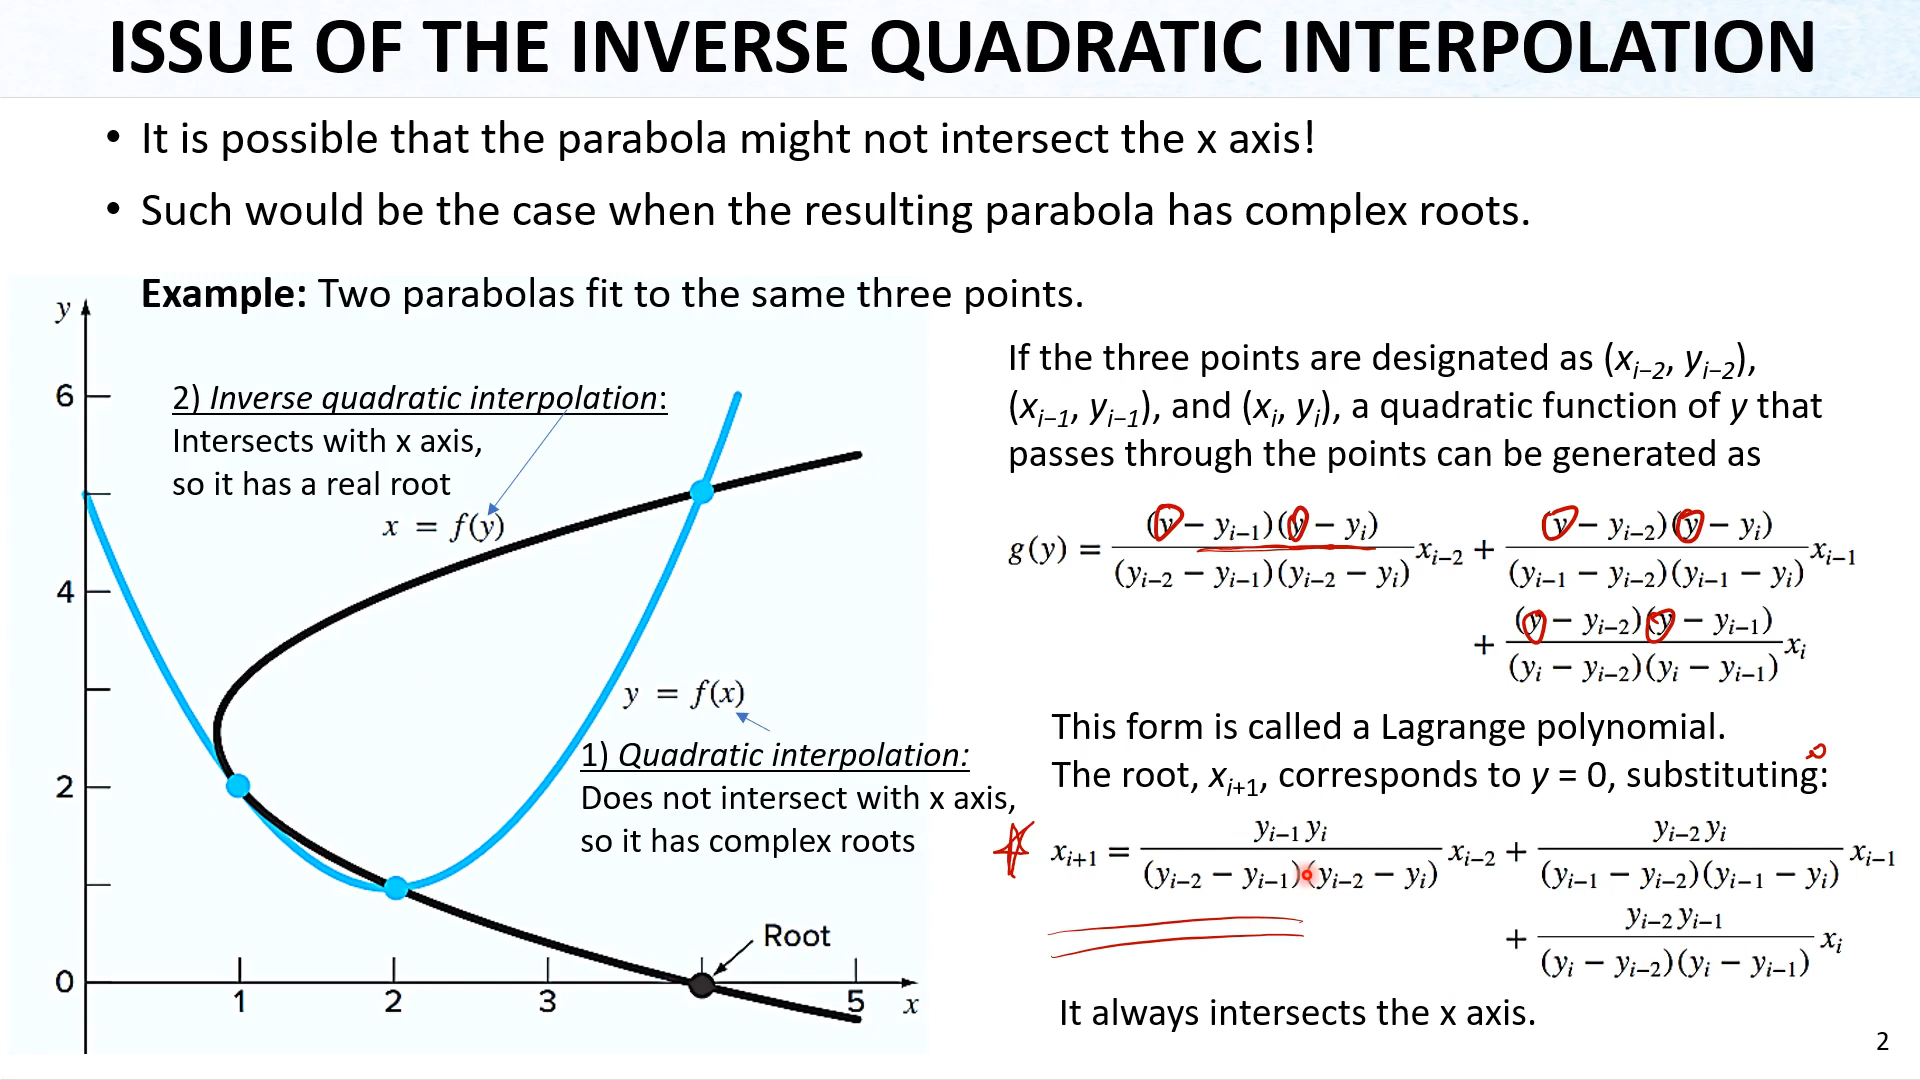 ISSUE OF THE INVERSE QUADRATIC INTERPOLATION
• It is possible that the parabola might not intersect the x axis!
• Such would be the case when the resulting parabola has complex roots.
Example: Two parabolas fit to the same three points.
y
6
4
2
0
1
2
3
5
x
2) Inverse quadratic interpolation:
Intersects with x axis,
so it has a real root
x = f(y)
y = f(x)
1) Quadratic interpolation:
Does not intersect with x axis,
so it has complex roots
Root
If the three points are designated as (xᵢ₋₂, yᵢ₋₂),
(xᵢ₋₁, yᵢ₋₁), and (xᵢ, yᵢ), a quadratic function of y that
passes through the points can be generated as
g(y) = (y − yᵢ₋₁)(y − yᵢ) / (yᵢ₋₂ − yᵢ₋₁)(yᵢ₋₂ − yᵢ) xᵢ₋₂ + (y − yᵢ₋₂)(y − yᵢ) / (yᵢ₋₁ − yᵢ₋₂)(yᵢ₋₁ − yᵢ) xᵢ₋₁
+ (y − yᵢ₋₂)(y − yᵢ₋₁) / (yᵢ − yᵢ₋₂)(yᵢ − yᵢ₋₁) xᵢ
This form is called a Lagrange polynomial.
The root, xᵢ₊₁, corresponds to y = 0, substituting:
xᵢ₊₁ = yᵢ₋₁yᵢ / (yᵢ₋₂ − yᵢ₋₁)(yᵢ₋₂ − yᵢ) xᵢ₋₂ + yᵢ₋₂yᵢ / (yᵢ₋₁ − yᵢ₋₂)(yᵢ₋₁ − yᵢ) xᵢ₋₁
+ yᵢ₋₂yᵢ₋₁ / (yᵢ − yᵢ₋₂)(yᵢ − yᵢ₋₁) xᵢ
It always intersects the x axis.
2